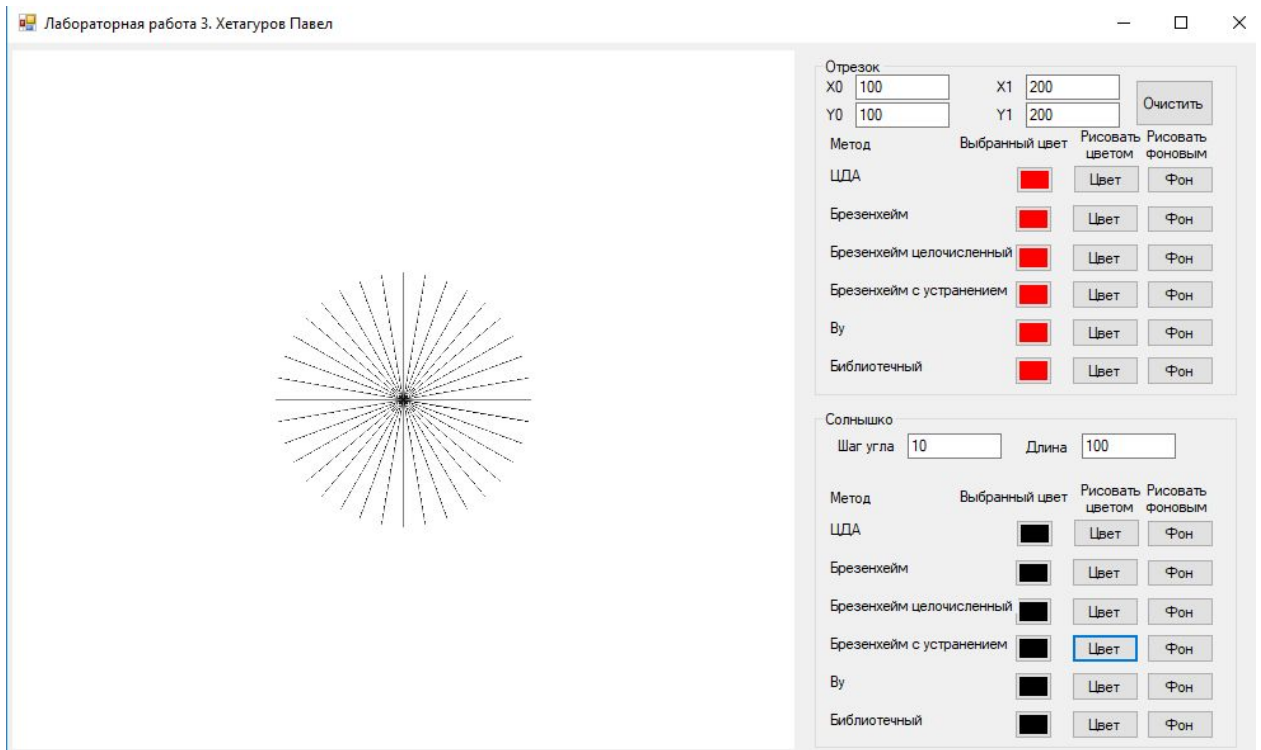 Лабораторная работа 3. Хетагуров Павел
Отрезок
X0 100 X1 200
Y0 100 Y1 200
Очистить
Метод Выбранный цвет Рисовать цветом Рисовать фоновым
ЦДА Цвет Фон
Брезенхейм Цвет Фон
Брезенхейм целочисленный Цвет Фон
Брезенхейм с устранением Цвет Фон
Ву Цвет Фон
Библиотечный Цвет Фон
Солнышко
Шаг угла 10 Длина 100
Метод Выбранный цвет Рисовать цветом Рисовать фоновым
ЦДА Цвет Фон
Брезенхейм Цвет Фон
Брезенхейм целочисленный Цвет Фон
Брезенхейм с устранением Цвет Фон
Ву Цвет Фон
Библиотечный Цвет Фон